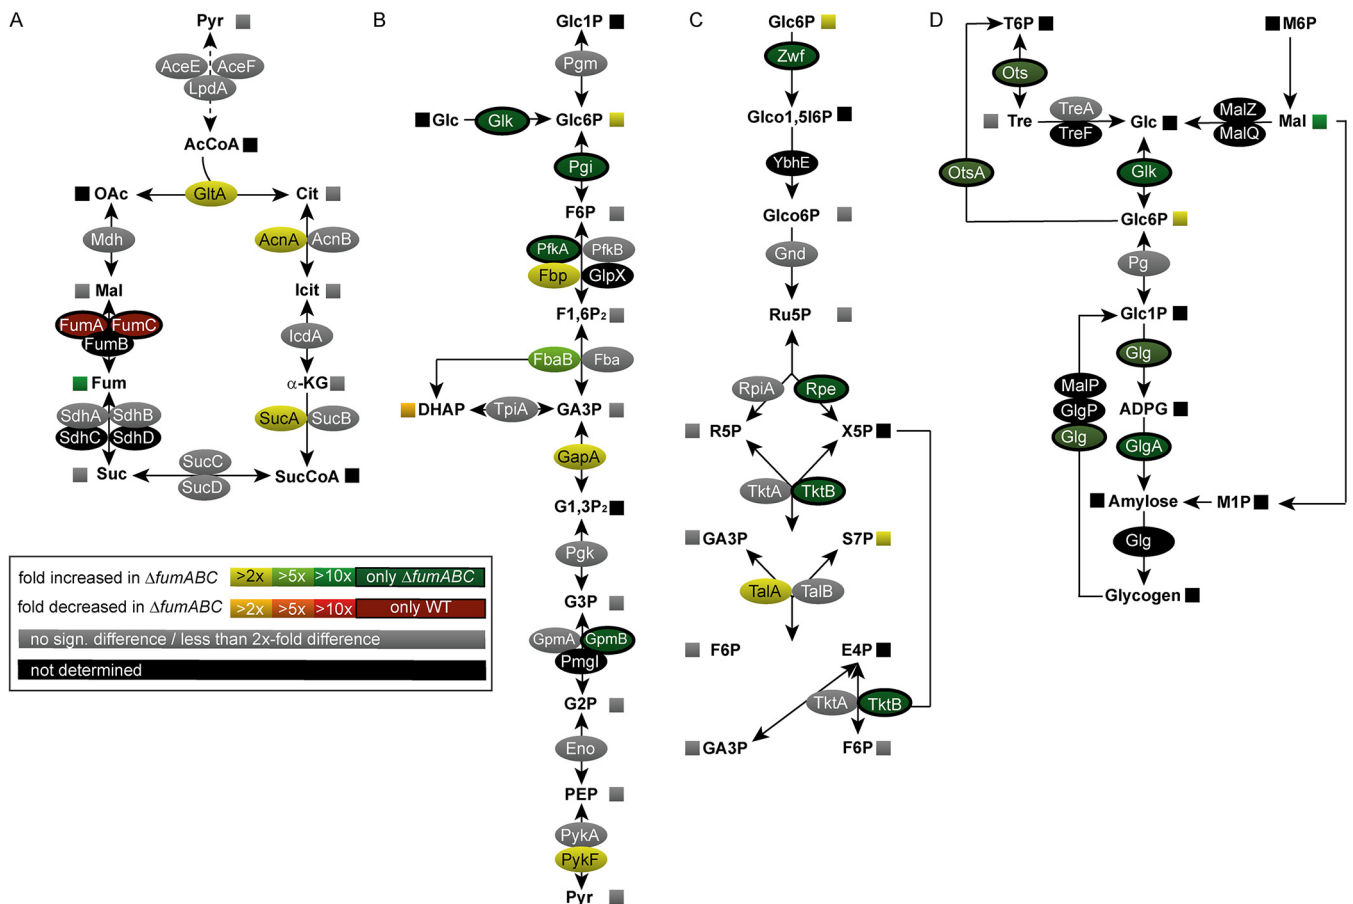 A
Pyr
AceE
AceF
LpdA
AcCoA
OAc
GltA
Cit
Mdh
AcnA
AcnB
Mal
Icit
FumA
FumC
FumB
IcdA
Fum
α-KG
SdhA
SdhB
SdhC
SdhD
SucA
SucB
Suc
SucC
SucD
SucCoA
fold increased in ΔfumABC
>2x
>5x
>10x
only ΔfumABC
fold decreased in ΔfumABC
>2x
>5x
>10x
only WT
no sign. difference / less than 2x-fold difference
not determined
B
Glc1P
Pgm
Glc
Glk
Glc6P
Pgi
F6P
PfkA
PfkB
Fbp
GlpX
F1,6P2
FbaB
Fba
DHAP
TpiA
GA3P
GapA
G1,3P2
Pgk
G3P
GpmA
GpmB
PmgI
G2P
Eno
PEP
PykA
PykF
Pyr
C
Glc6P
Zwf
Glco1,5l6P
YbhE
Glco6P
Gnd
Ru5P
RpiA
Rpe
R5P
X5P
TktA
TktB
GA3P
S7P
TalA
TalB
F6P
E4P
TktA
TktB
GA3P
F6P
D
T6P
M6P
Ots
Tre
TreA
TreF
Glc
MalZ
MalQ
Mal
OtsA
Glk
Glc6P
Pg
Glc1P
Glg
MalP
GlgP
Glg
ADPG
GlgA
Amylose
M1P
Glg
Glycogen